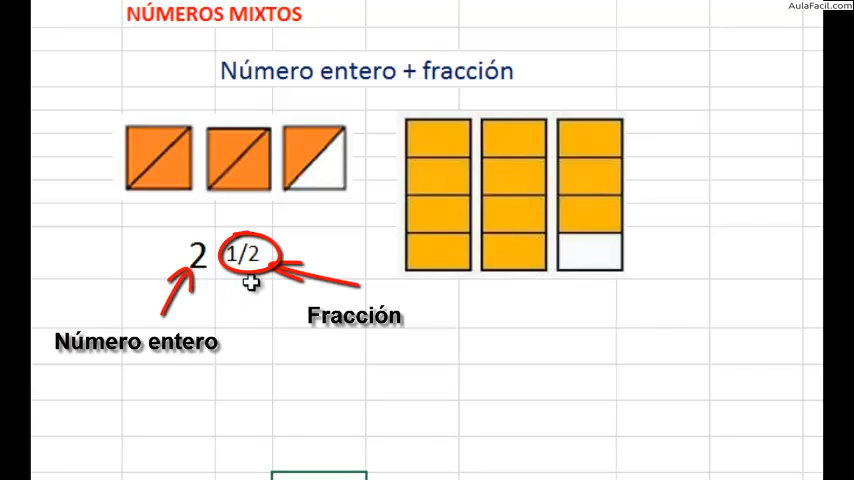 AulaFacil.com
NÚMEROS MIXTOS
Número entero + fracción
2 1/2
Fracción
Número entero